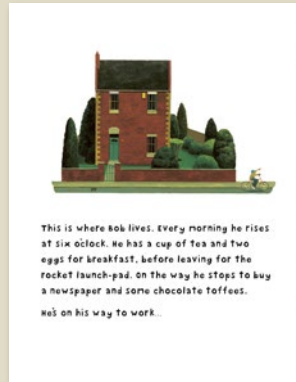 This is where Bob lives. Every morning he rises
at six o'clock. He has a cup of tea and two
eggs for breakfast, before leaving for the
rocket launch-pad. On the way he stops to buy
a newspaper and some chocolate toffees.
He's on his way to work...